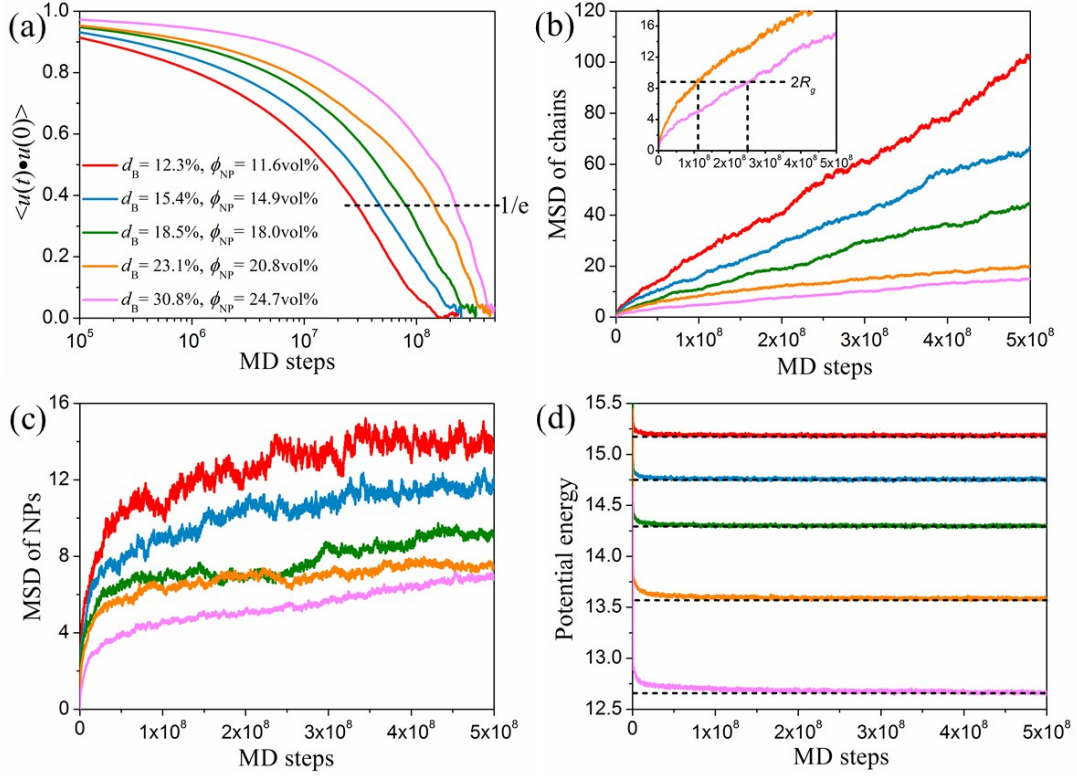 (a)
<u(t)•u(0)>
1.0
0.8
0.6
0.4
0.2
0.0
d_B = 12.3%, ϕ_NP = 11.6vol%
d_B = 15.4%, ϕ_NP = 14.9vol%
d_B = 18.5%, ϕ_NP = 18.0vol%
d_B = 23.1%, ϕ_NP = 20.8vol%
d_B = 30.8%, ϕ_NP = 24.7vol%
1/e
10^5 10^6 10^7 10^8
MD steps
(b)
MSD of chains
120
100
80
60
40
20
0
16
12
8
4
0
2R_g
0 1x10^8 2x10^8 3x10^8 4x10^8 5x10^8
0 1x10^8 2x10^8 3x10^8 4x10^8 5x10^8
MD steps
(c)
MSD of NPs
16
12
8
4
0
0 1x10^8 2x10^8 3x10^8 4x10^8 5x10^8
MD steps
(d)
Potential energy
15.5
15.0
14.5
14.0
13.5
13.0
12.5
0 1x10^8 2x10^8 3x10^8 4x10^8 5x10^8
MD steps